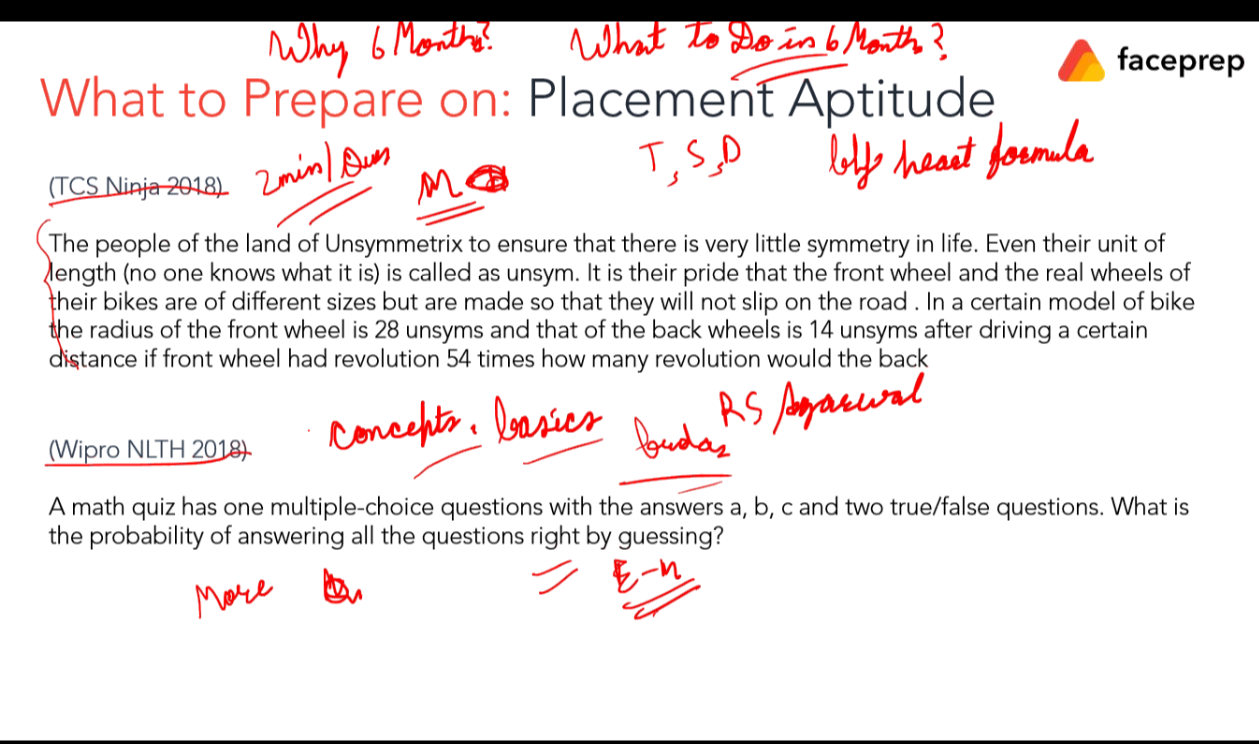 Why 6 Months? What to Do in 6 Month?
faceprep
What to Prepare on: Placement Aptitude
T, S, D heart formula
(TCS Ninja 2018) 2min/Ques
The people of the land of Unsymmetrix to ensure that there is very little symmetry in life. Even their unit of
length (no one knows what it is) is called as unsym. It is their pride that the front wheel and the real wheels of
their bikes are of different sizes but are made so that they will not slip on the road . In a certain model of bike
the radius of the front wheel is 28 unsyms and that of the back wheels is 14 unsyms after driving a certain
distance if front wheel had revolution 54 times how many revolution would the back
RS Agarwal
concepts, basics
(Wipro NLTH 2018)
A math quiz has one multiple-choice questions with the answers a, b, c and two true/false questions. What is
the probability of answering all the questions right by guessing?
More